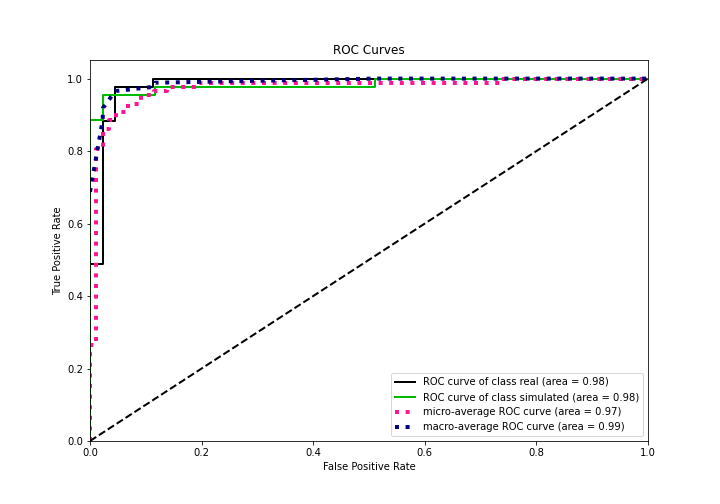 ROC Curves
True Positive Rate
1.0
0.8
0.6
0.4
0.2
0.0
ROC curve of class real (area = 0.98)
ROC curve of class simulated (area = 0.98)
micro-average ROC curve (area = 0.97)
macro-average ROC curve (area = 0.99)
0.0 0.2 0.4 0.6 0.8 1.0
False Positive Rate